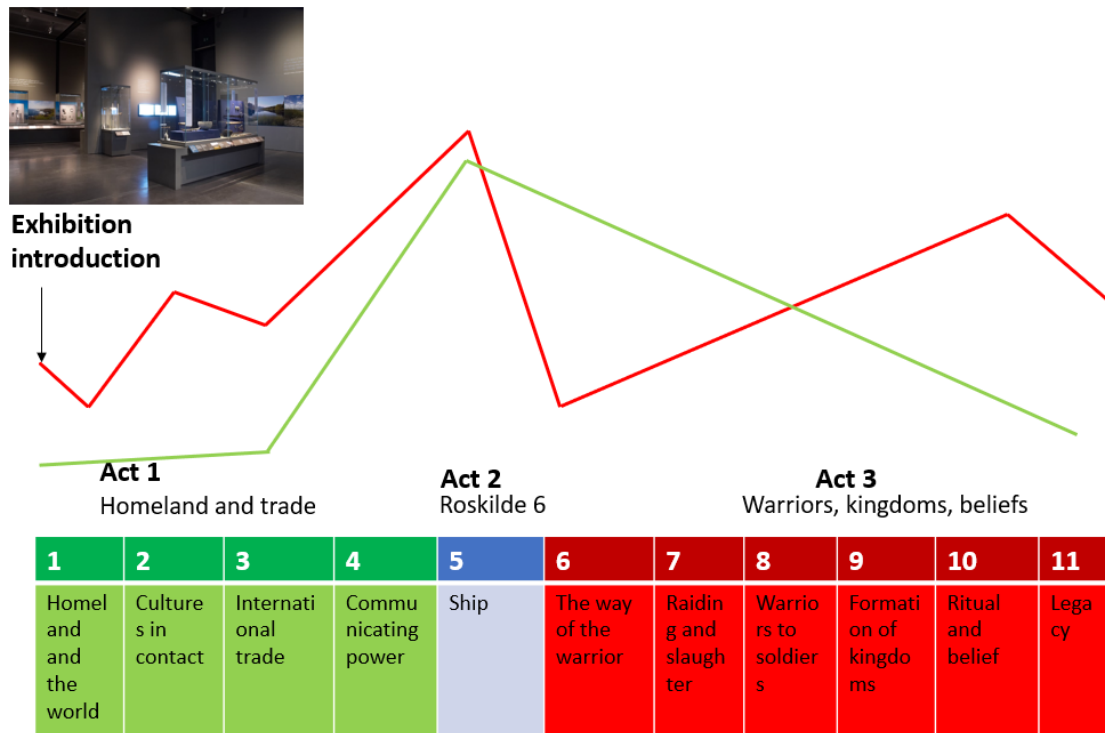 Exhibition
introduction
Act 1
Homeland and trade
Act 2
Roskilde 6
Act 3
Warriors, kingdoms, beliefs
1
2
3
4
5
6
7
8
9
10
11
Homel
and
and
the
world
Culture
s in
contact
Internati
onal
trade
Commu
nicating
power
Ship
The way
of the
warrior
Raidin
g and
slaugh
ter
Warrio
rs to
soldier
s
Formati
on of
kingdo
ms
Ritual
and
belief
Lega
cy